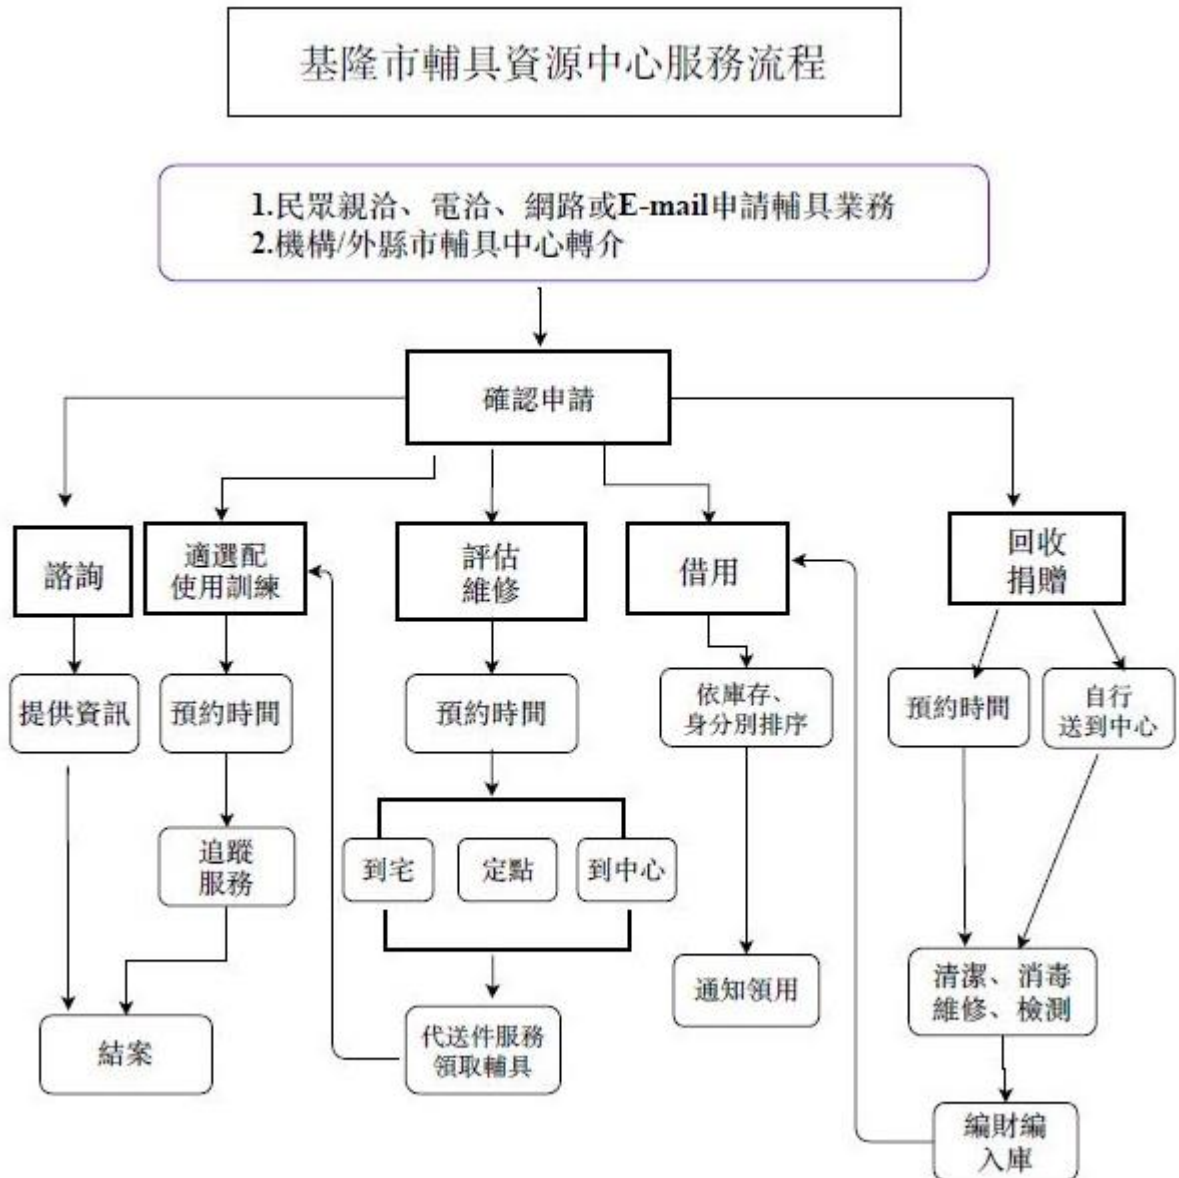 基隆市輔具資源中心服務流程
1.民眾親洽、電洽、網路或E-mail申請輔具業務
2.機構/外縣市輔具中心轉介
確認申請
諮詢
適選配
使用訓練
評估
維修
借用
回收
捐贈
提供資訊
預約時間
預約時間
依庫存、
身分別排序
預約時間
自行
送到中心
追蹤
服務
到宅
定點
到中心
通知領用
清潔、消毒
維修、檢測
結案
代送件服務
領取輔具
編財編
入庫